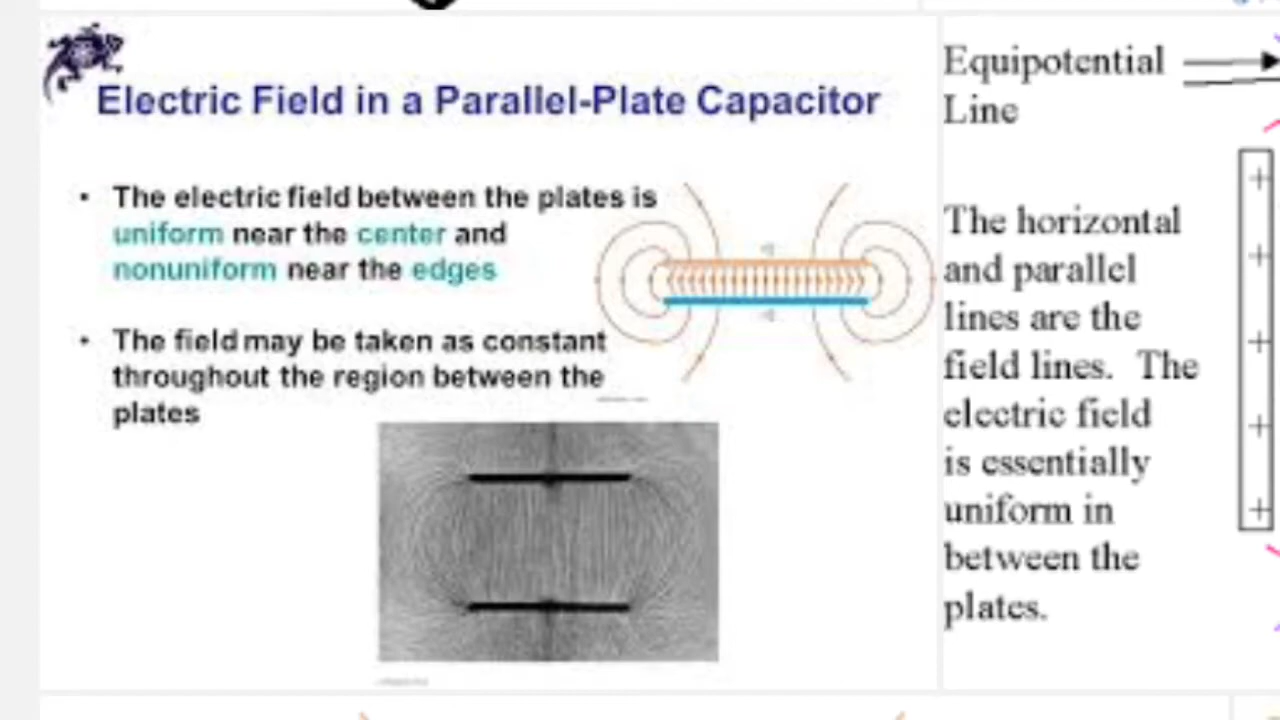 Electric Field in a Parallel-Plate Capacitor
• The electric field between the plates is
uniform near the center and
nonuniform near the edges
• The field may be taken as constant
throughout the region between the
plates
Equipotential
Line
The horizontal
and parallel
lines are the
field lines. The
electric field
is essentially
uniform in
between the
plates.
+
+
+
+
+